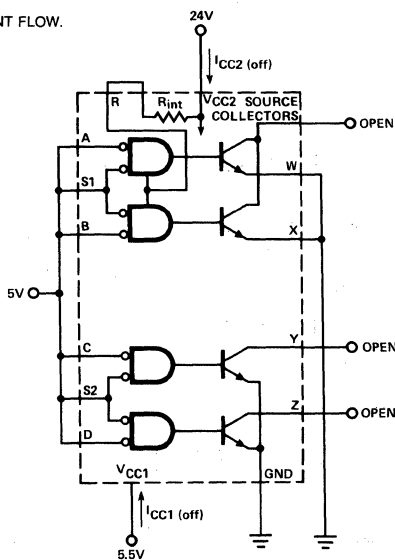 NT FLOW.
24V
ICC2 (off)
R
Rint
VCC2 SOURCE
COLLECTORS
OPEN
A
W
S1
B
X
5V
Y
OPEN
C
S2
Z
OPEN
D
VCC1
GND
ICC1 (off)
5.5V